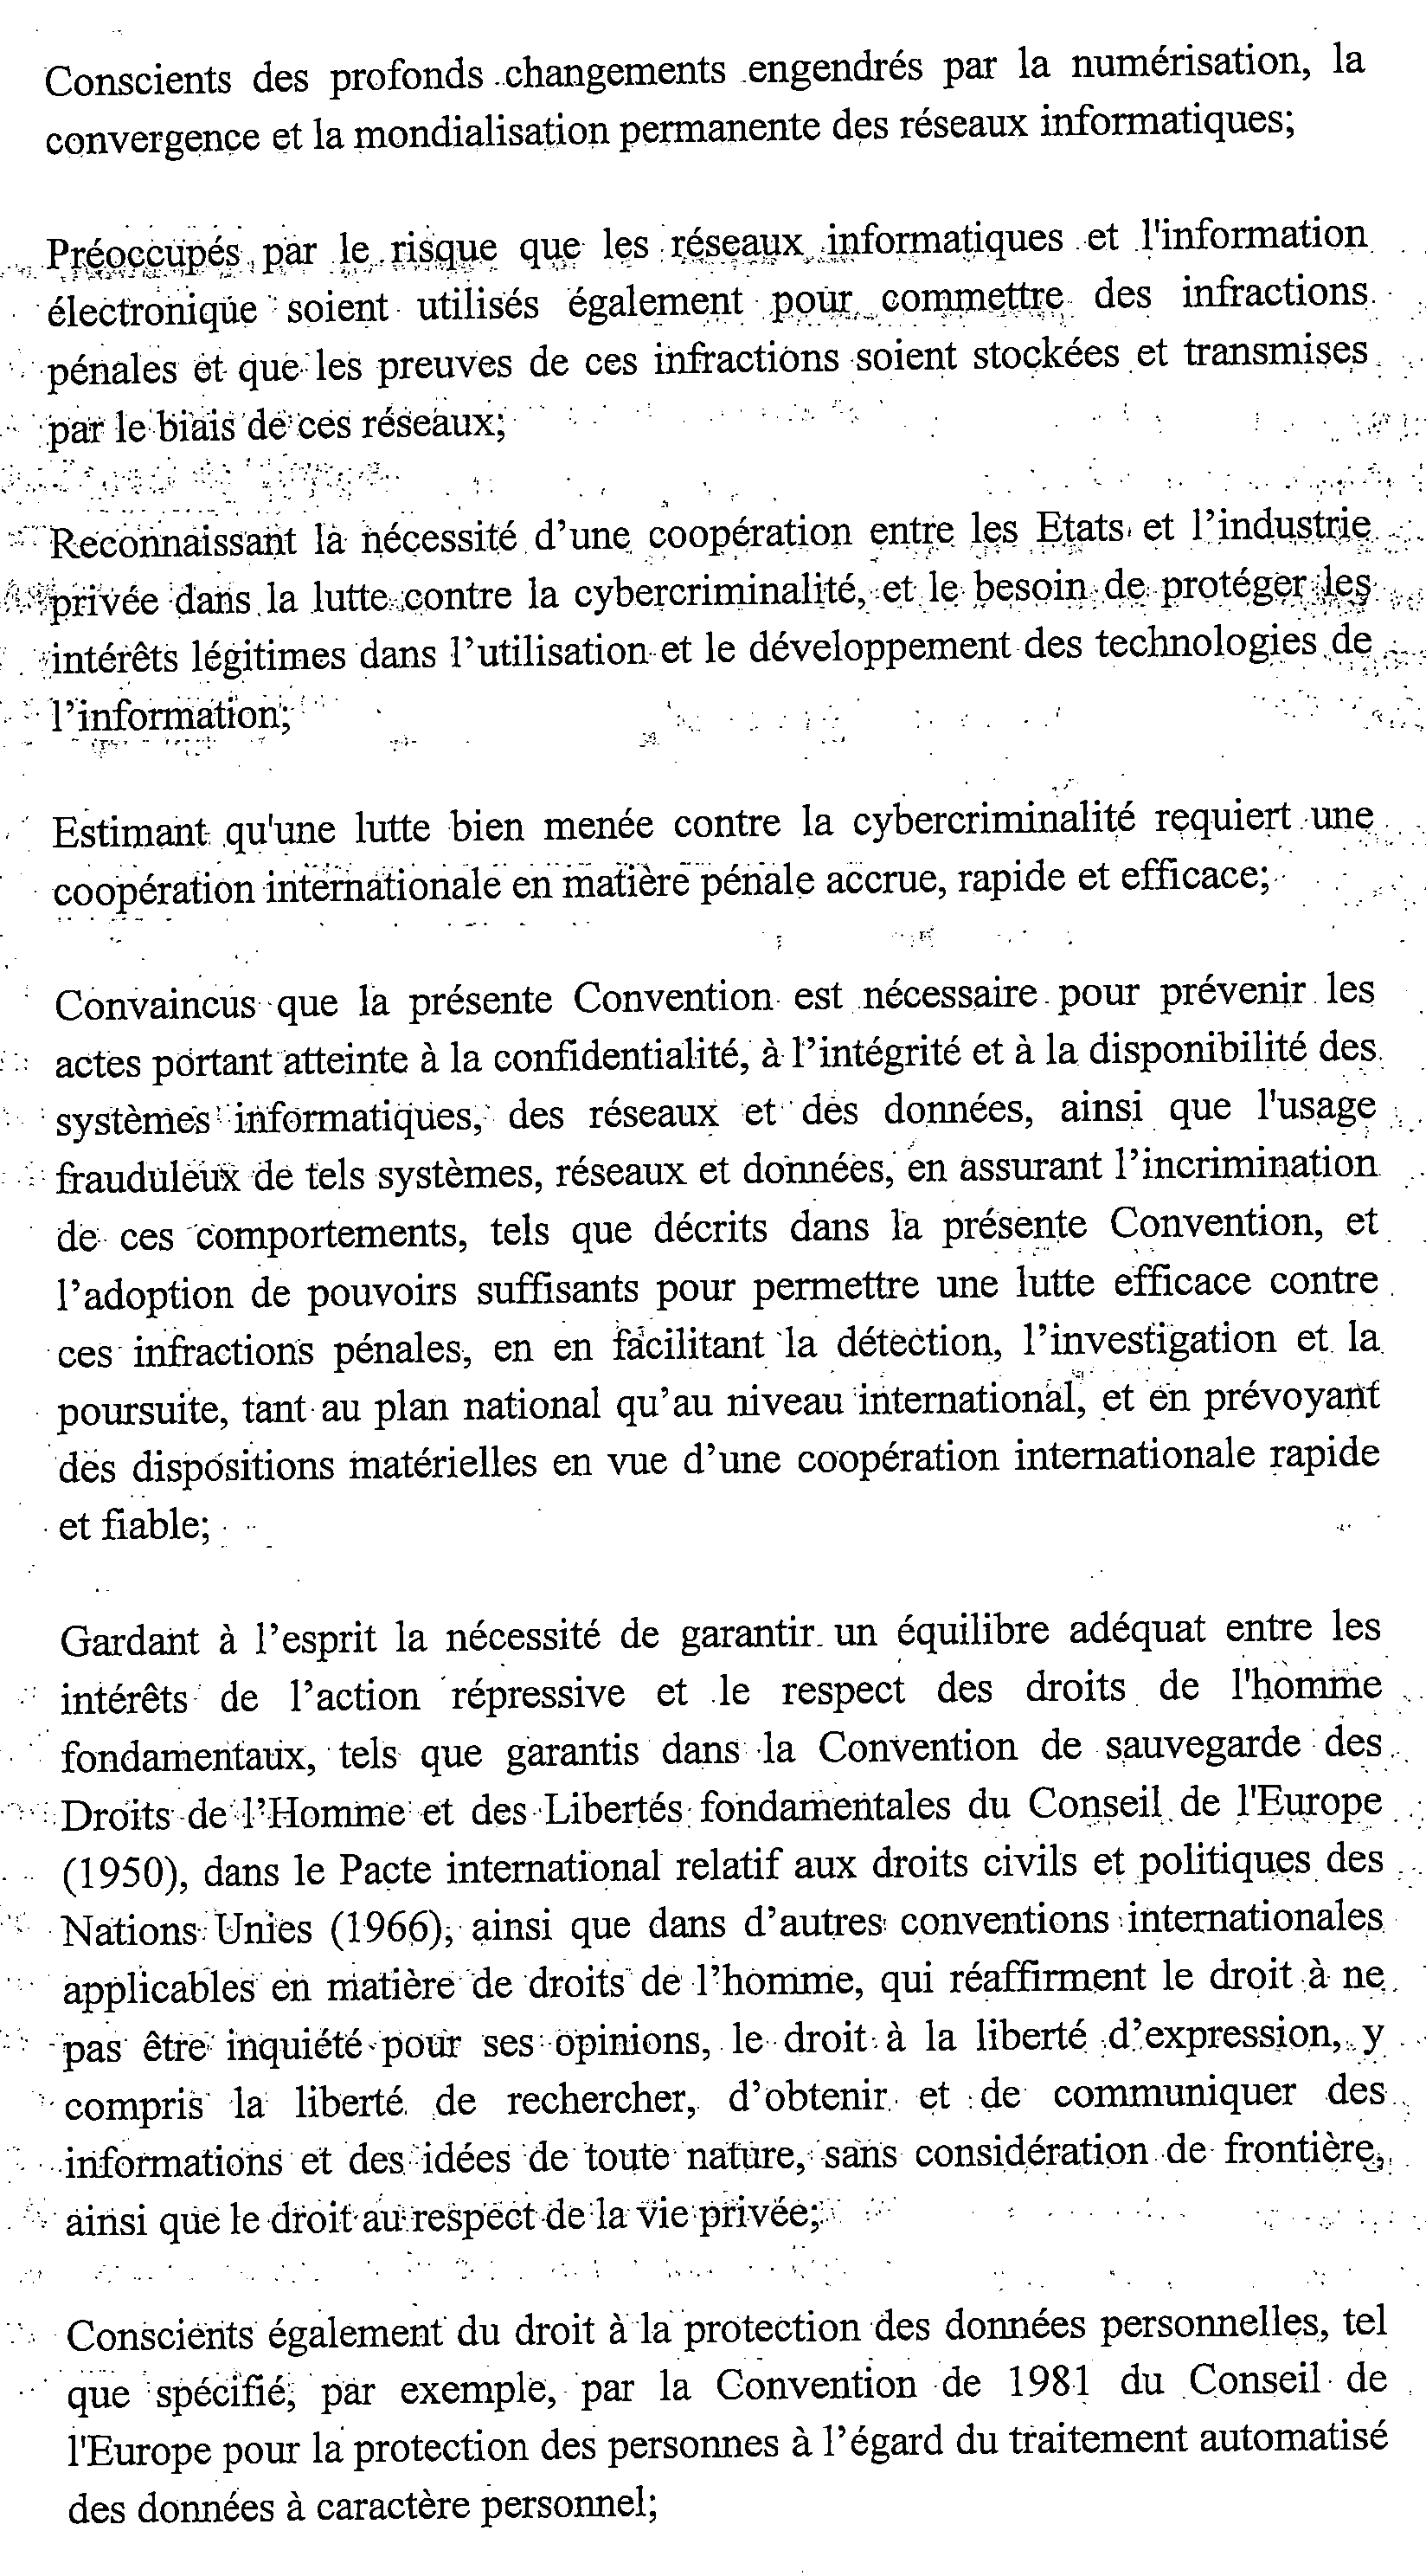 Conscients des profonds changements engendrés par la numérisation, la
convergence et la mondialisation permanente des réseaux informatiques;
Préoccupés par le risque que les réseaux informatiques et l'information
électronique soient utilisés également pour commettre des infractions
pénales et que les preuves de ces infractions soient stockées et transmises
par le biais de ces réseaux;
Reconnaissant la nécessité d’une coopération entre les Etats et l’industrie
privée dans la lutte contre la cybercriminalité, et le besoin de protéger les
intérêts légitimes dans l’utilisation et le développement des technologies de
l’information;
Estimant qu'une lutte bien menée contre la cybercriminalité requiert une
coopération internationale en matière pénale accrue, rapide et efficace;
Convaincus que la présente Convention est nécessaire pour prévenir les
actes portant atteinte à la confidentialité, à l’intégrité et à la disponibilité des
systèmes informatiques, des réseaux et des données, ainsi que l'usage
frauduleux de tels systèmes, réseaux et données, en assurant l’incrimination
de ces comportements, tels que décrits dans la présente Convention, et
l’adoption de pouvoirs suffisants pour permettre une lutte efficace contre
ces infractions pénales, en en facilitant la détection, l’investigation et la
poursuite, tant au plan national qu’au niveau international, et en prévoyant
des dispositions matérielles en vue d’une coopération internationale rapide
et fiable;
Gardant à l’esprit la nécessité de garantir un équilibre adéquat entre les
intérêts de l’action répressive et le respect des droits de l'homme
fondamentaux, tels que garantis dans la Convention de sauvegarde des
Droits de l’Homme et des Libertés fondamentales du Conseil de l'Europe
(1950), dans le Pacte international relatif aux droits civils et politiques des
Nations Unies (1966), ainsi que dans d’autres conventions internationales
applicables en matière de droits de l’homme, qui réaffirment le droit à ne
pas être inquiété pour ses opinions, le droit à la liberté d’expression, y
compris la liberté de rechercher, d’obtenir et de communiquer des
informations et des idées de toute nature, sans considération de frontière,
ainsi que le droit au respect de la vie privée;
Conscients également du droit à la protection des données personnelles, tel
que spécifié, par exemple, par la Convention de 1981 du Conseil de
l'Europe pour la protection des personnes à l’égard du traitement automatisé
des données à caractère personnel;